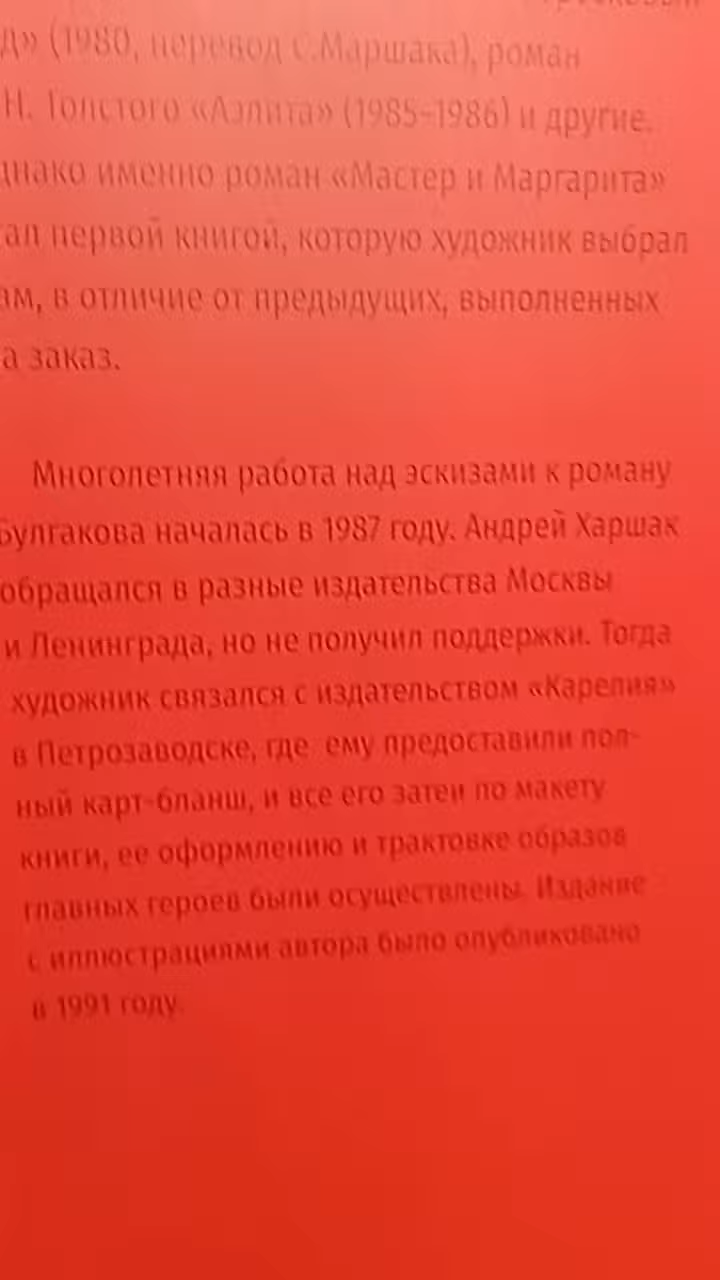 д» (1980, перевод С.Маршака), роман
Н. Толстого «Аэлита» (1985–1986) и другие.
днако именно роман «Мастер и Маргарита»
ал первой книгой, которую художник выбрал
ам, в отличие от предыдущих, выполненных
а заказ.
Многолетняя работа над эскизами к роману
Булгакова началась в 1987 году. Андрей Харшак
обращался в разные издательства Москвы
и Ленинграда, но не получил поддержки. Тогда
художник связался с издательством «Карелия»
в Петрозаводске, где ему предоставили пол-
ный карт-бланш, и все его затеи по макету
книги, ее оформлению и трактовке образов
главных героев были осуществлены. Издание
с иллюстрациями автора было опубликовано
в 1991 году.